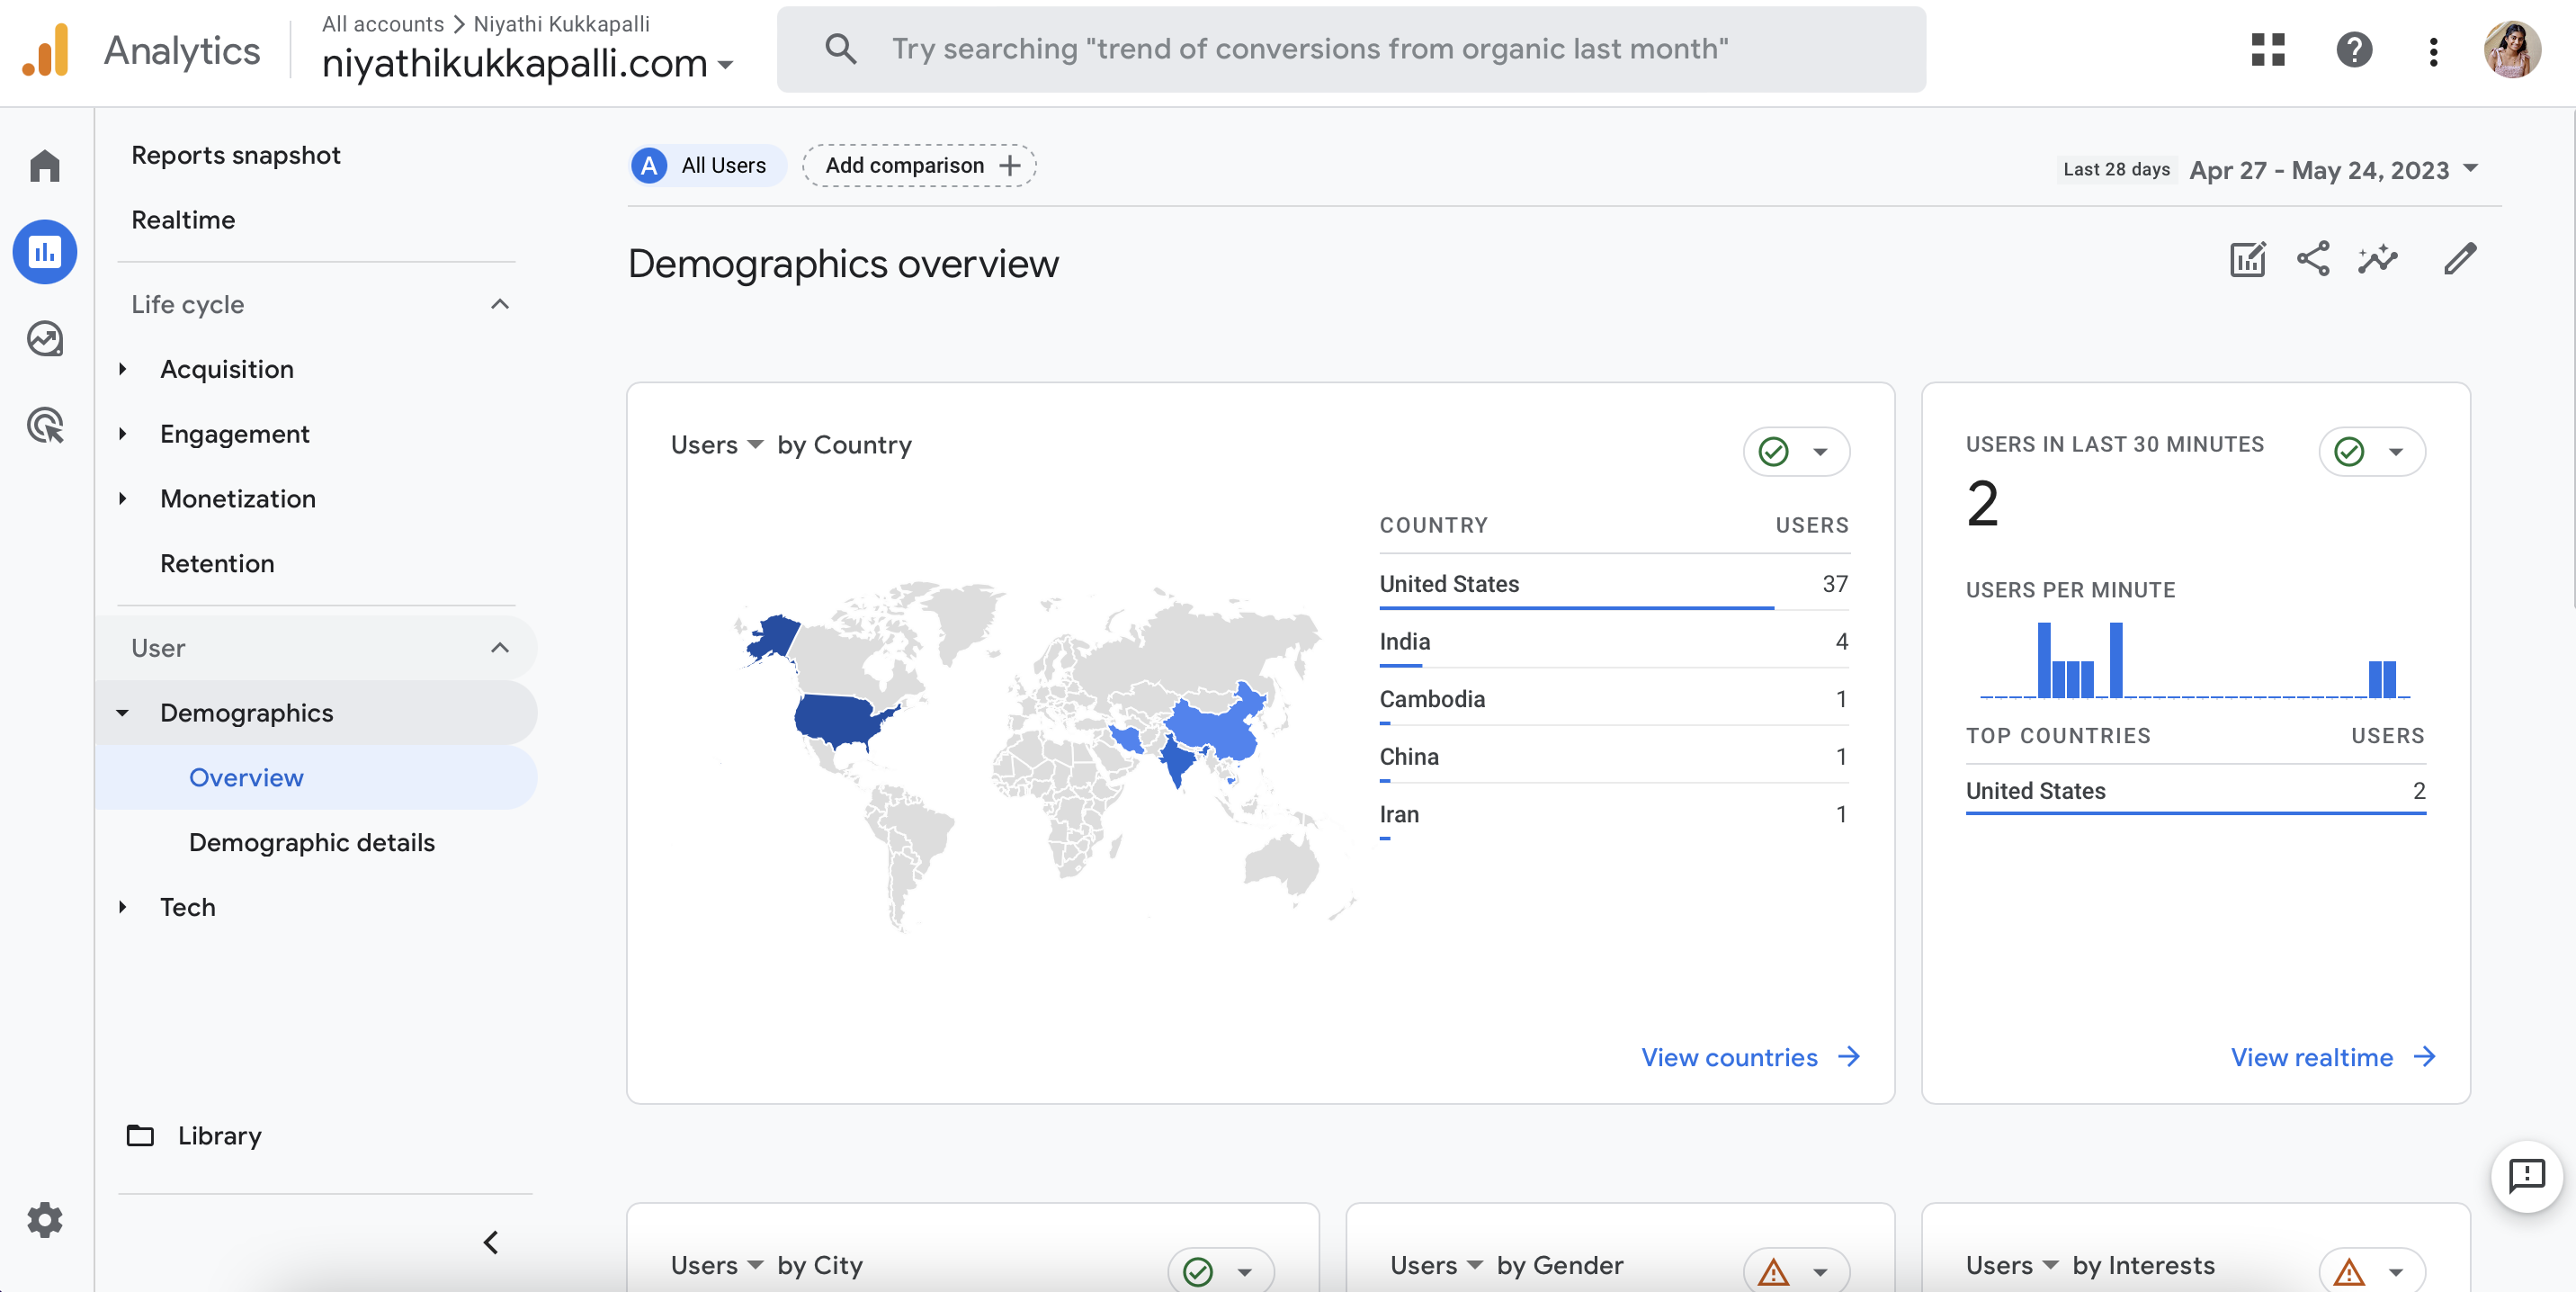 Analytics
All accounts > Niyathi Kukkapalli
niyathikukkapalli.com
Try searching "trend of conversions from organic last month"
Reports snapshot
Realtime
Life cycle
Acquisition
Engagement
Monetization
Retention
User
Demographics
Overview
Demographic details
Tech
Library
A All Users
Add comparison +
Last 28 days Apr 27 - May 24, 2023
Demographics overview
Users by Country
COUNTRY USERS
United States 37
India 4
Cambodia 1
China 1
Iran 1
View countries
USERS IN LAST 30 MINUTES
2
USERS PER MINUTE
TOP COUNTRIES USERS
United States 2
View realtime
Users by City
Users by Gender
Users by Interests